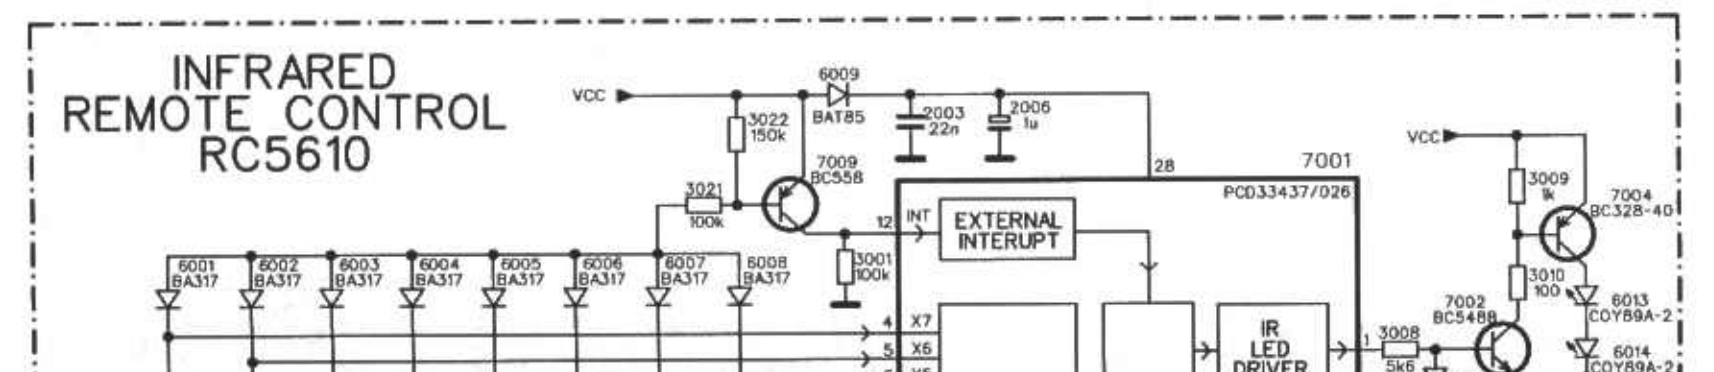 INFRARED
REMOTE CONTROL
RC5610
VCC
6009
BAT85
3022
150k
2003
22n
2006
1u
7009
BC558
3021
100k
28
7001
PCD33437/026
VCC
3009
1k
7004
BC328-40
12
INT
EXTERNAL
INTERUPT
3001
100k
6001
BA317
6002
BA317
6003
BA317
6004
BA317
6005
BA317
6006
BA317
6007
BA317
6008
BA317
3010
100
7002
BC548B
6013
COY89A-2
4
X7
5
X6
IR
LED
DRIVER
1
3008
5k6
6014
COY89A-2